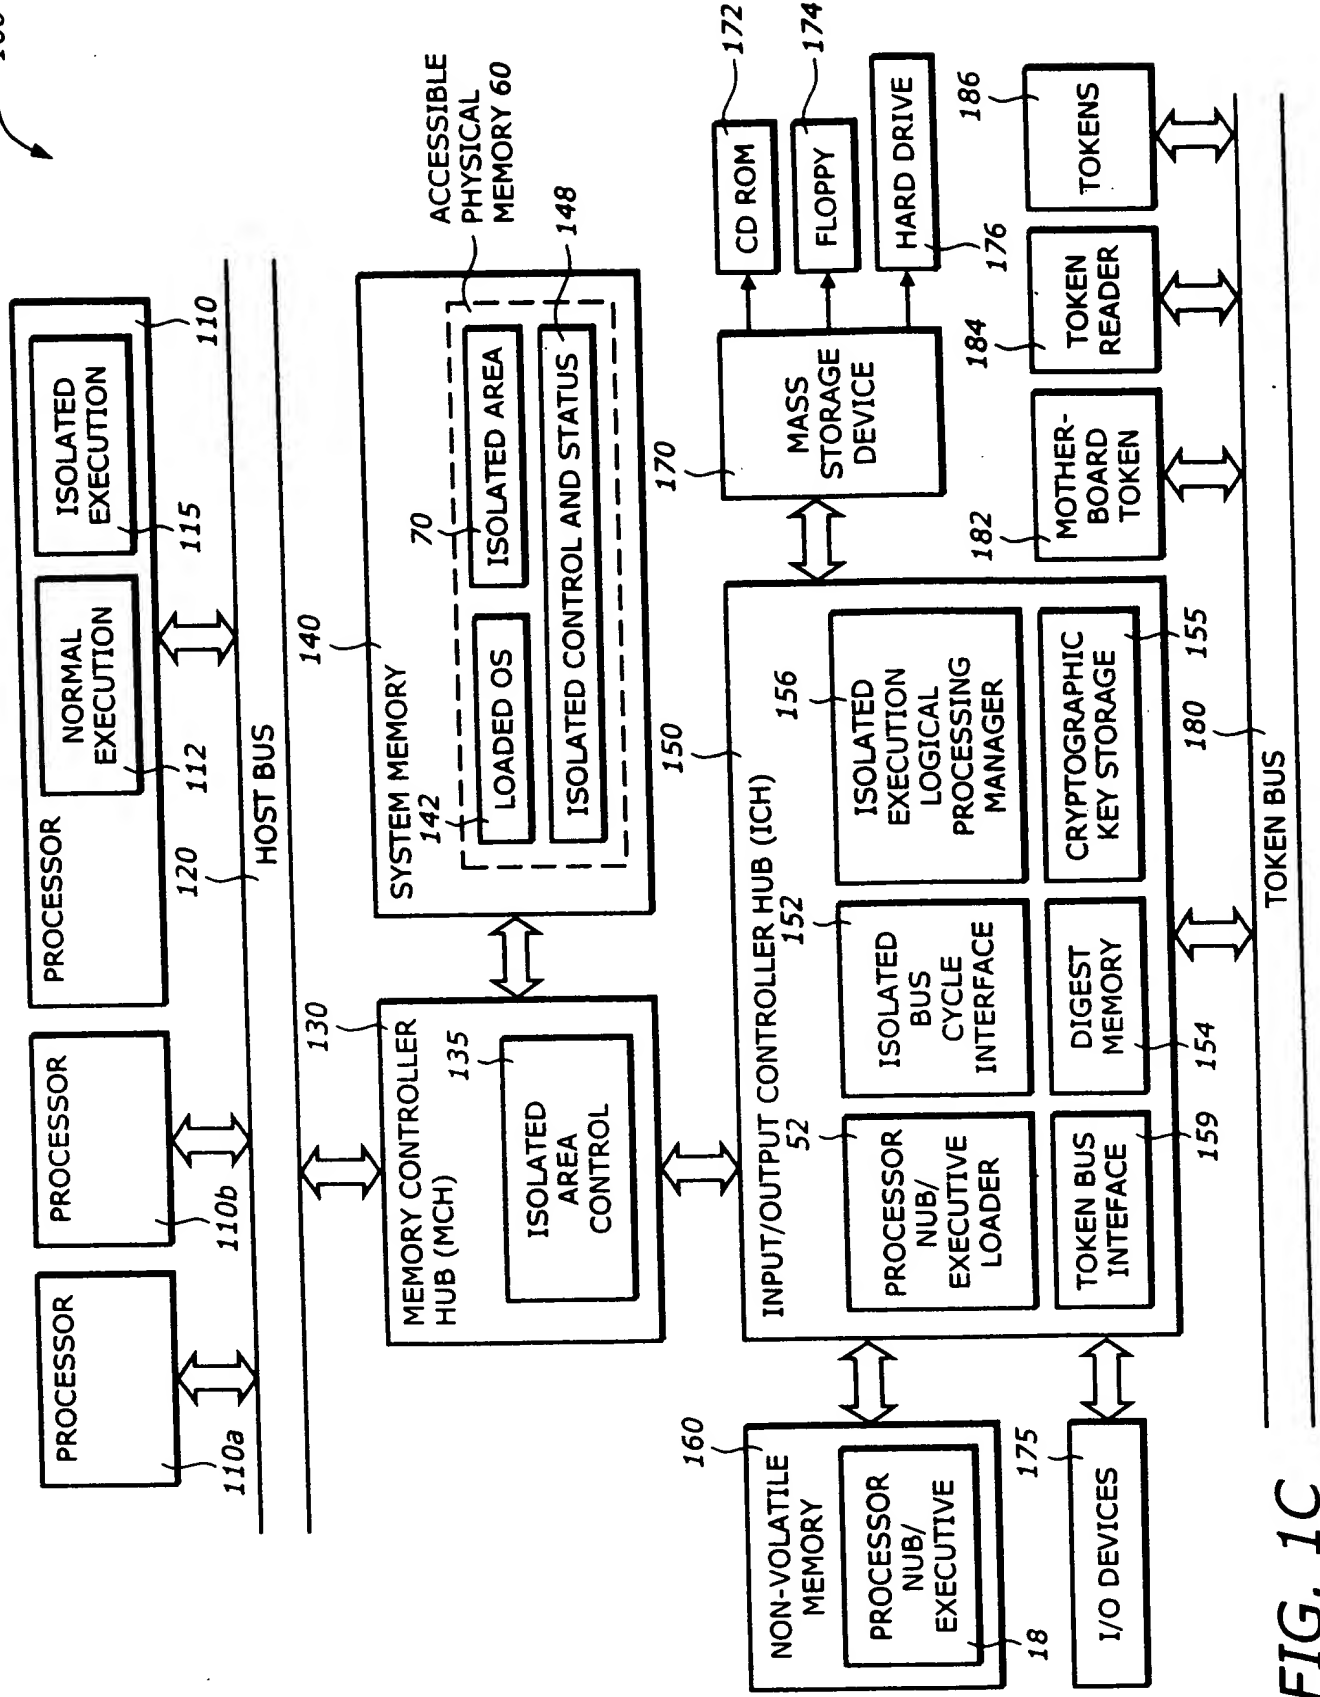 PROCESSOR
110a
PROCESSOR
110b
PROCESSOR
NORMAL
EXECUTION
112
ISOLATED
EXECUTION
115
110
120
HOST BUS
130
MEMORY CONTROLLER
HUB (MCH)
135
ISOLATED
AREA
CONTROL
140
SYSTEM MEMORY
142
LOADED OS
70
ISOLATED AREA
ISOLATED CONTROL AND STATUS
148
ACCESSIBLE
PHYSICAL
MEMORY 60
150
INPUT/OUTPUT CONTROLLER HUB (ICH)
52
PROCESSOR
NUB/
EXECUTIVE
LOADER
152
ISOLATED
BUS
CYCLE
INTERFACE
156
ISOLATED
EXECUTION
LOGICAL
PROCESSING
MANAGER
TOKEN BUS
INTEFACE
159
DIGEST
MEMORY
154
CRYPTOGRAPHIC
KEY STORAGE
155
160
NON-VOLATILE
MEMORY
PROCESSOR
NUB/
EXECUTIVE
18
175
I/O DEVICES
170
MASS
STORAGE
DEVICE
CD ROM
172
FLOPPY
174
HARD DRIVE
176
182
MOTHER-
BOARD
TOKEN
184
TOKEN
READER
186
TOKENS
180
TOKEN BUS
FIG. 1C